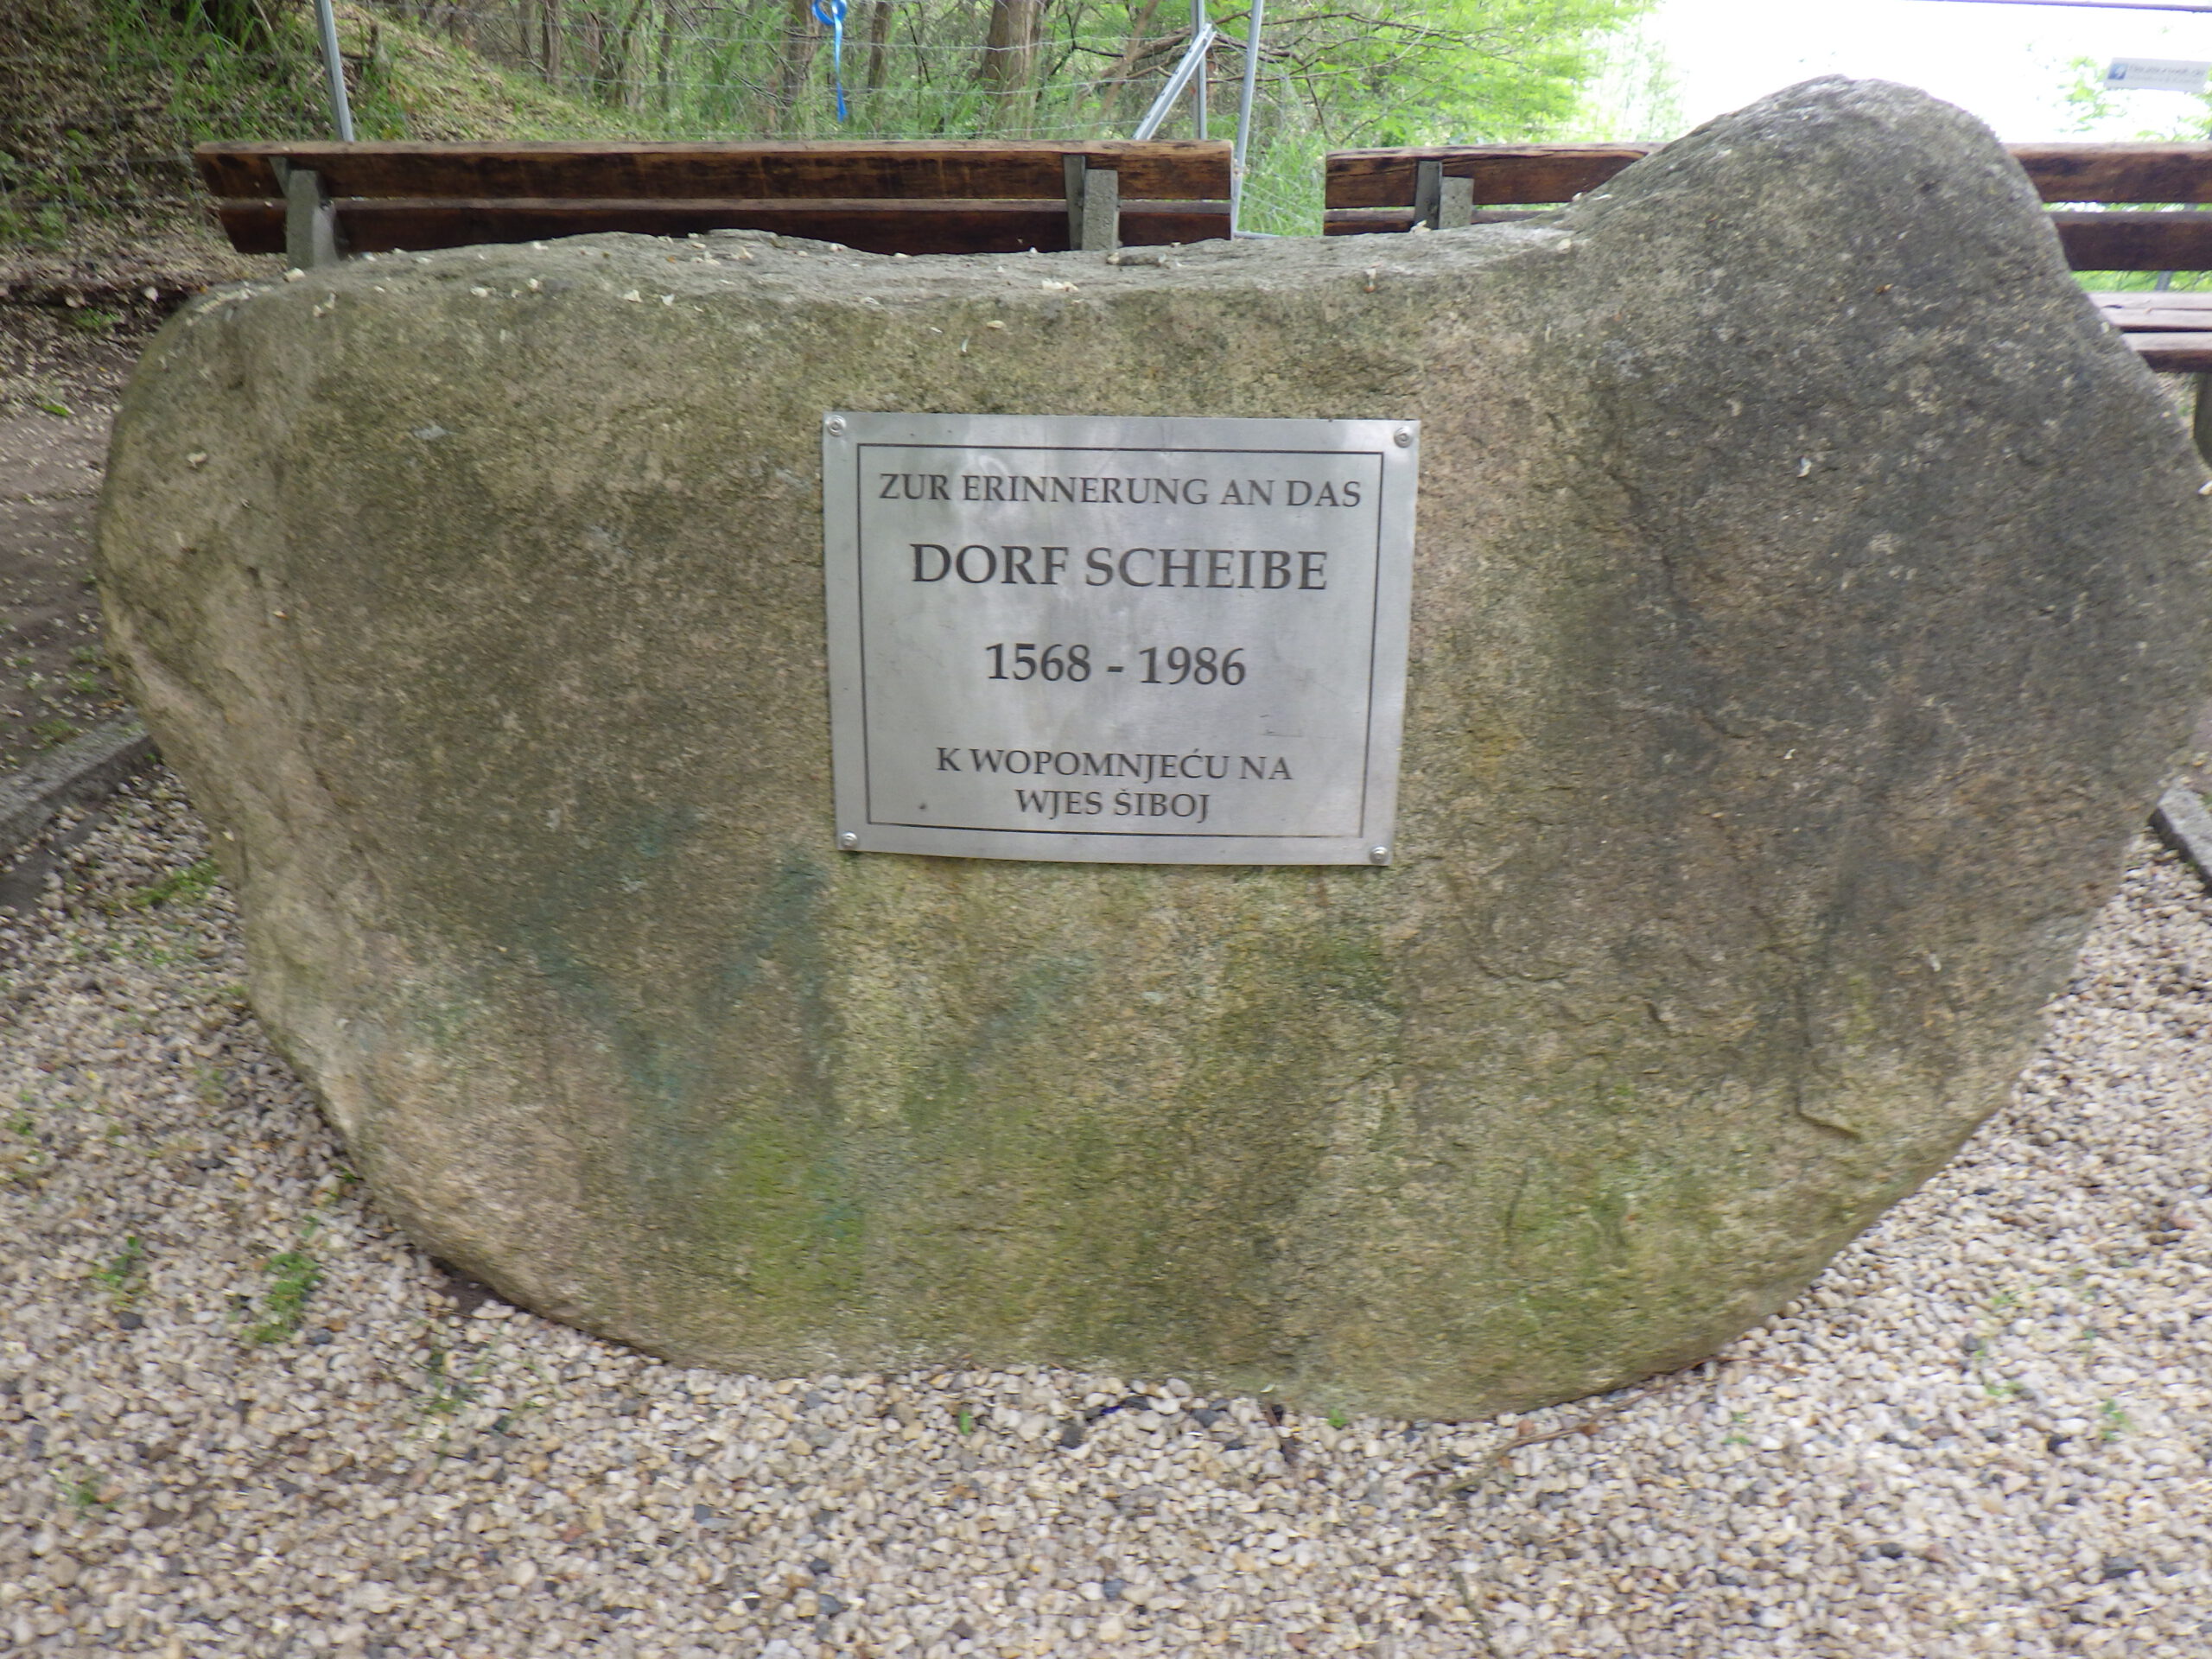 ZUR ERINNERUNG AN DAS
DORF SCHEIBE
1568 - 1986
K WOPOMNJEĆU NA
WJES ŠIBOJ